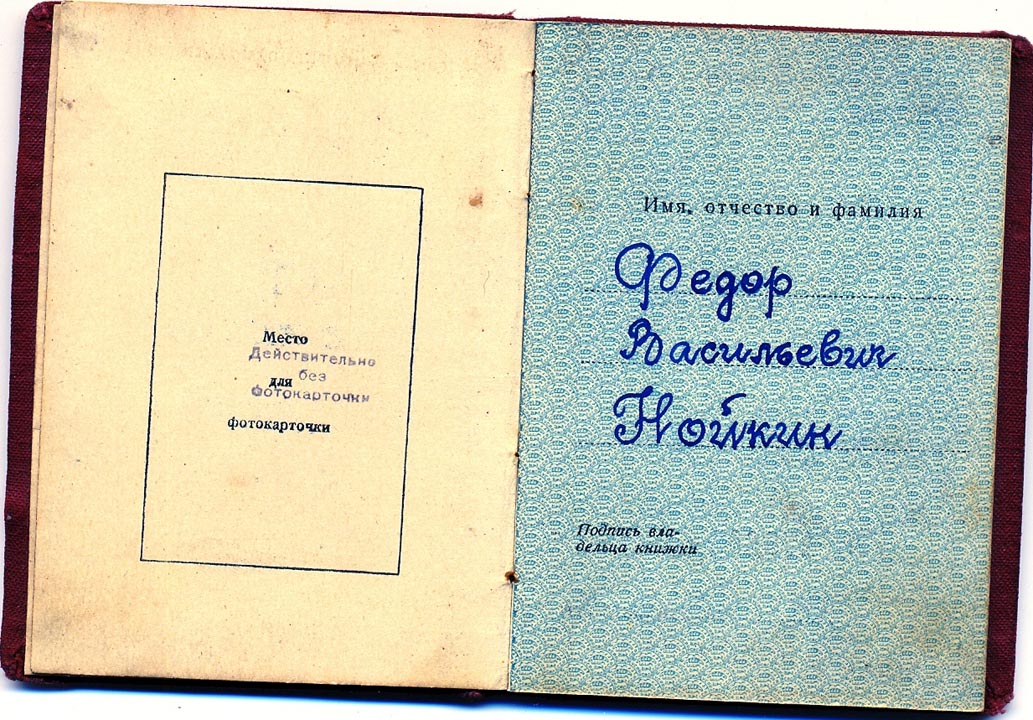 Место
для
фотокарточки
Действительно
без
фотокарточки
Имя, отчество и фамилия
Федор
Васильевич
Нойкин
Подпись вла-
дельца книжки